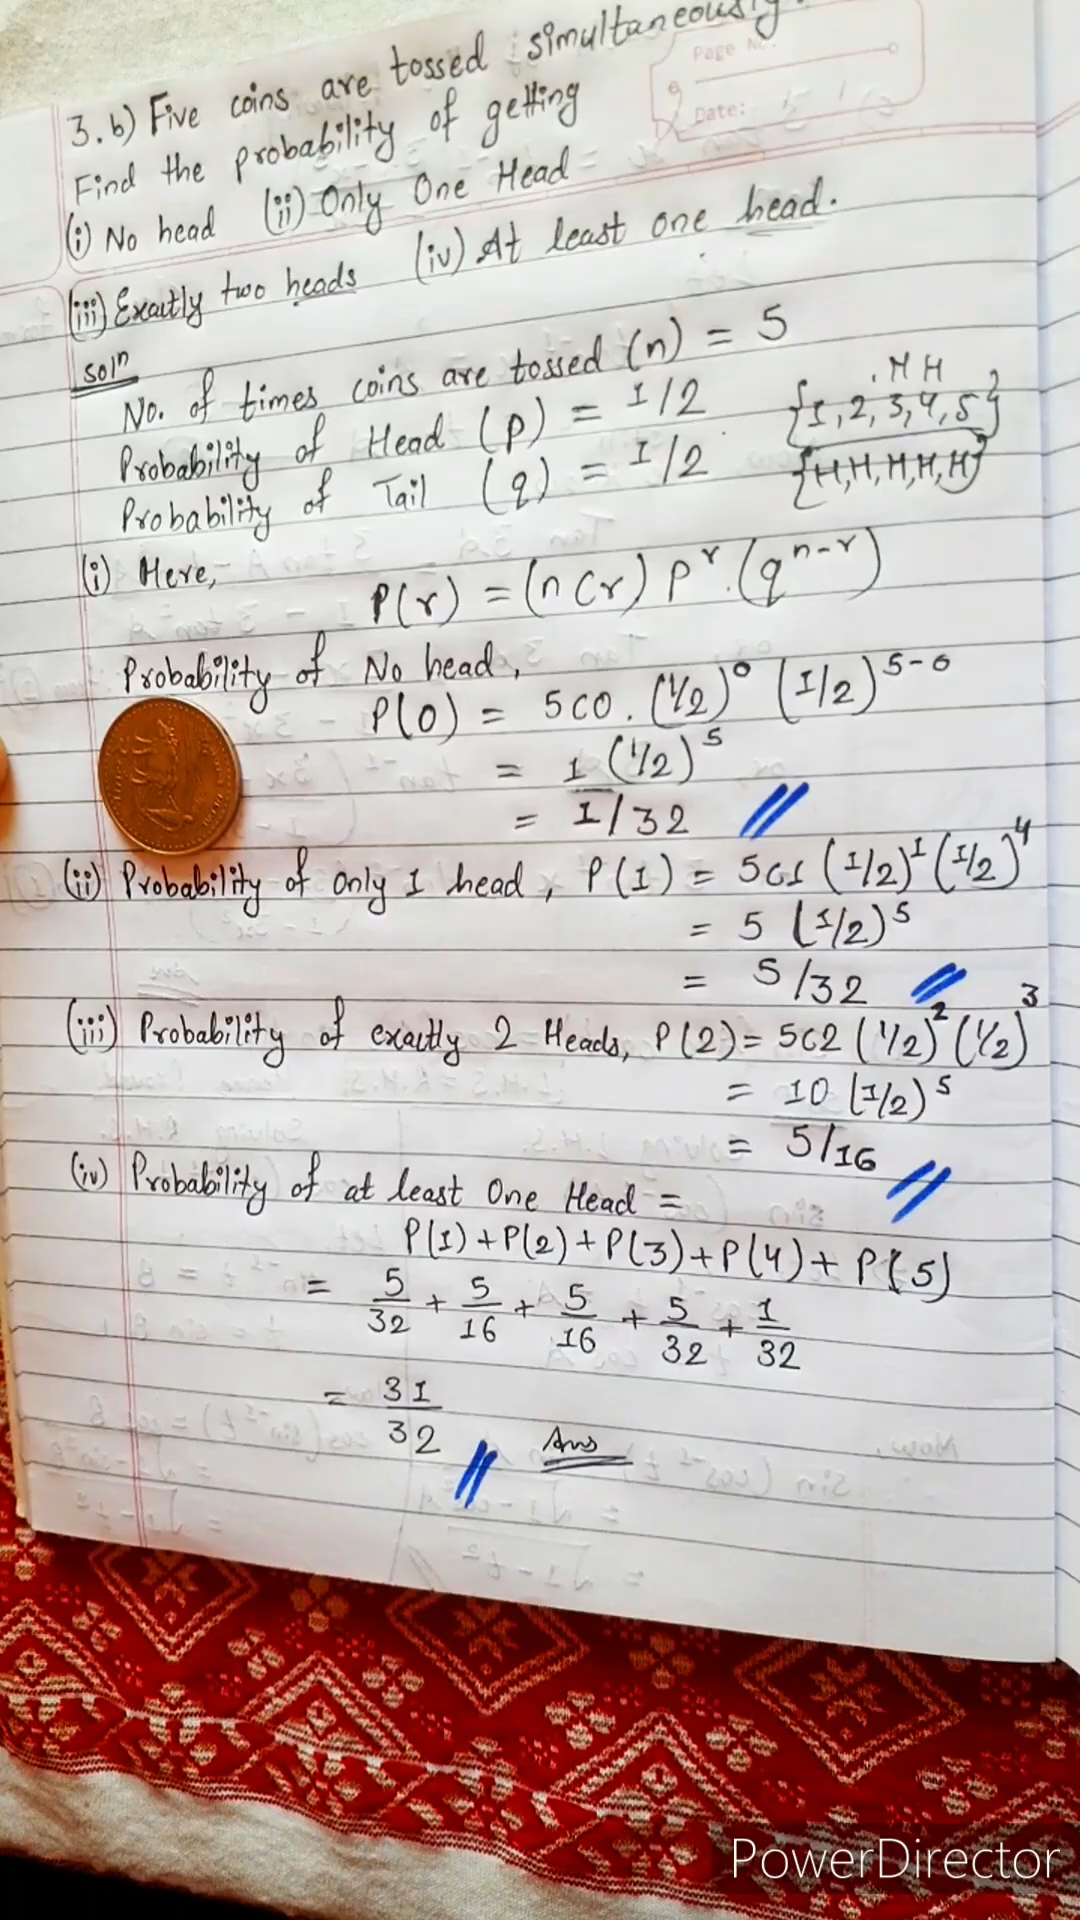 Page No.
Date:
3.b) Five coins are tossed simultaneously.
Find the probability of getting
(i) No head (ii) Only One Head
(iii) Exactly two heads (iv) At least one head.
soln
No. of times coins are tossed (n) = 5
Probability of Head (p) = 1/2
Probability of Tail (q) = 1/2
H H
{1,2,3,4,5}
{H,H,H,H,H}
(i) Here,
P(r) = (nCr) p^r.(q^n-r)
Probability of No head,
P(0) = 5C0. (1/2)^0 (1/2)^5-0
= 1 (1/2)^5
= 1/32
(ii) Probability of only 1 head, P(1) = 5C1 (1/2)^1 (1/2)^4
= 5 (1/2)^5
= 5/32
(iii) Probability of exactly 2 Heads, P(2) = 5C2 (1/2)^2 (1/2)^3
= 10 (1/2)^5
= 5/16
(iv) Probability of at least One Head =
P(1)+P(2)+P(3)+P(4)+P(5)
= 5/32 + 5/16 + 5/16 + 5/32 + 1/32
= 31/32 Ans
PowerDirector